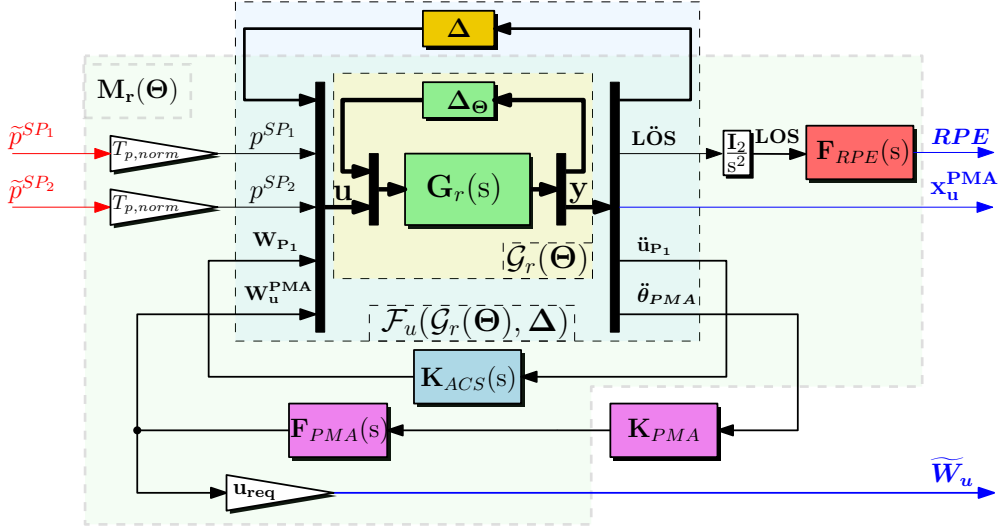 Δ
M_r(Θ)
Δ_Θ
p̃^{SP_1}
T_{p,norm}
p^{SP_1}
LÖS
I_2/s^2
LOS
F_{RPE}(s)
RPE
p̃^{SP_2}
T_{p,norm}
p^{SP_2}
u
G_r(s)
y
x_u^{PMA}
W_{P_1}
𝒢_r(Θ)
ü_{P_1}
W_u^{PMA}
θ̈_{PMA}
ℱ_u(𝒢_r(Θ), Δ)
K_{ACS}(s)
F_{PMA}(s)
K_{PMA}
u_{req}
W̃_u